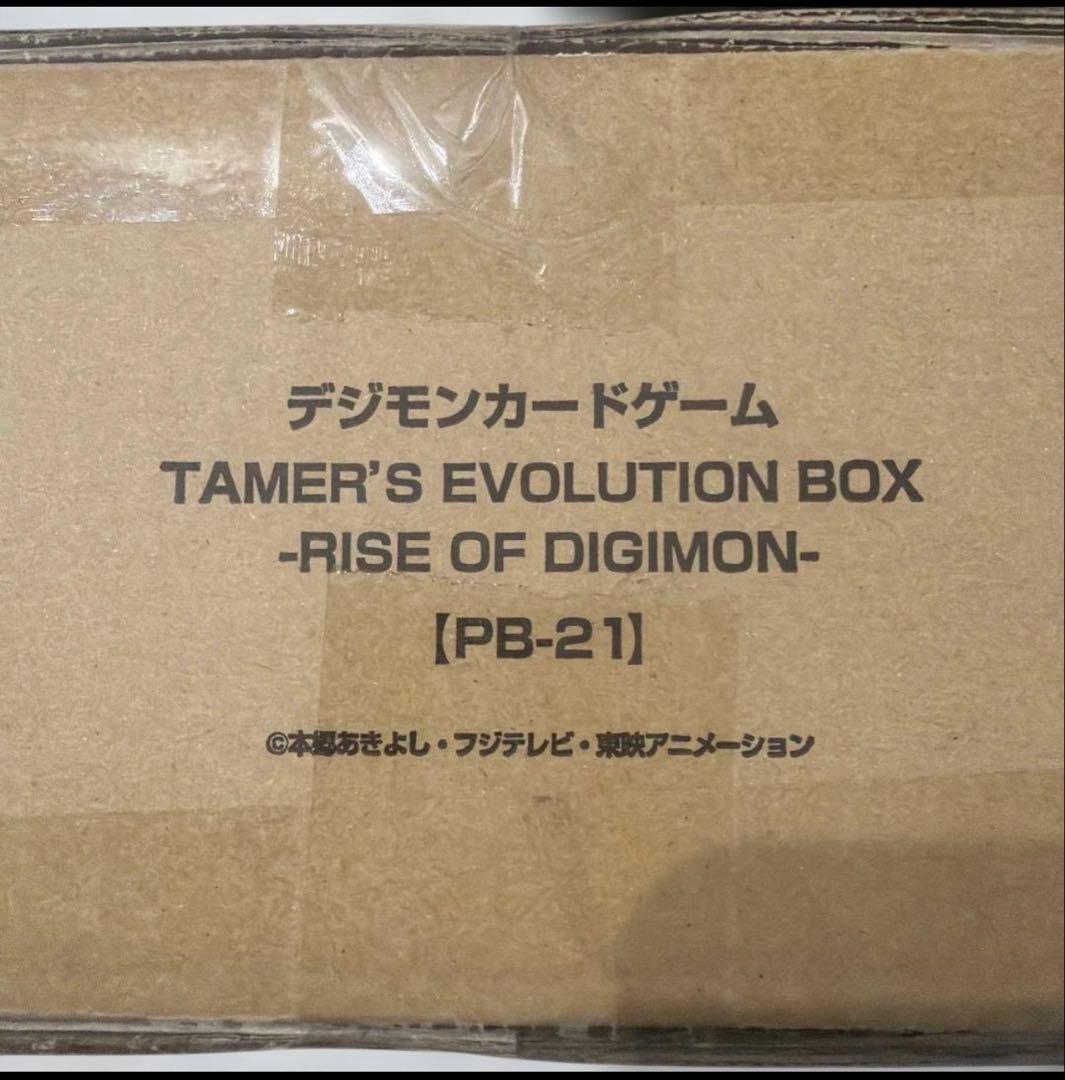 デジモンカードゲーム
TAMER'S EVOLUTION BOX
-RISE OF DIGIMON-
【PB-21】
©本郷あきよし・フジテレビ・東映アニメーション